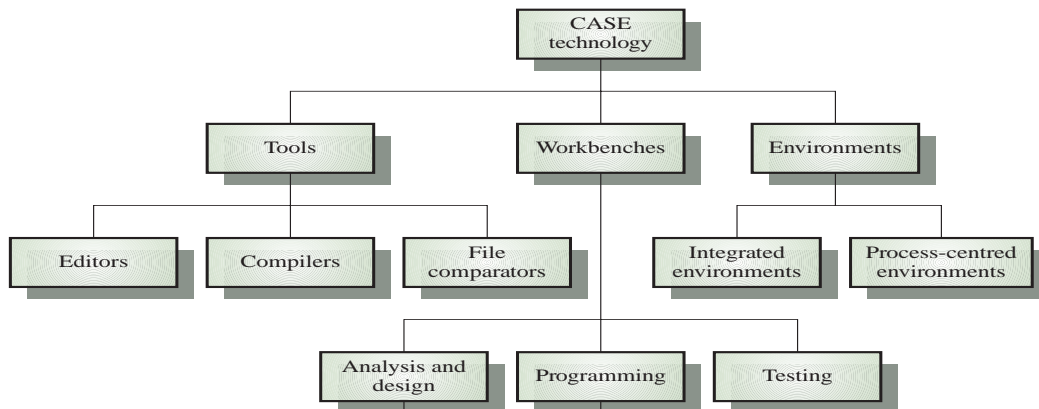 CASE
technology
Tools
Workbenches
Environments
Editors
Compilers
File
comparators
Integrated
environments
Process-centred
environments
Analysis and
design
Programming
Testing